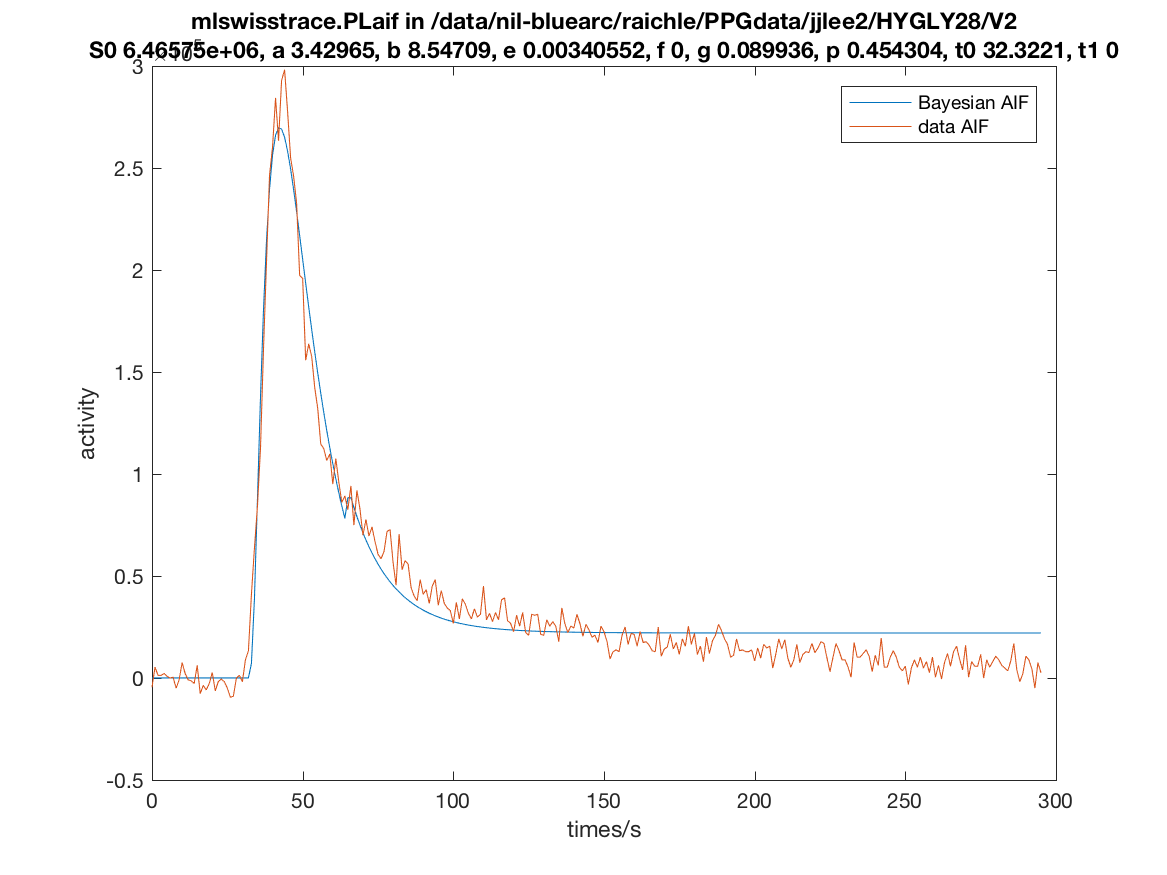 mlswisstrace.PLaif in /data/nil-bluearc/raichle/PPGdata/jjlee2/HYGLY28/V2
S0 6.46575e+06, a 3.42965, b 8.54709, e 0.00340552, f 0, g 0.089936, p 0.454304, t0 32.3221, t1 0
×10^5
Bayesian AIF
data AIF
3
2.5
2
1.5
1
0.5
0
-0.5
activity
0 50 100 150 200 250 300
times/s